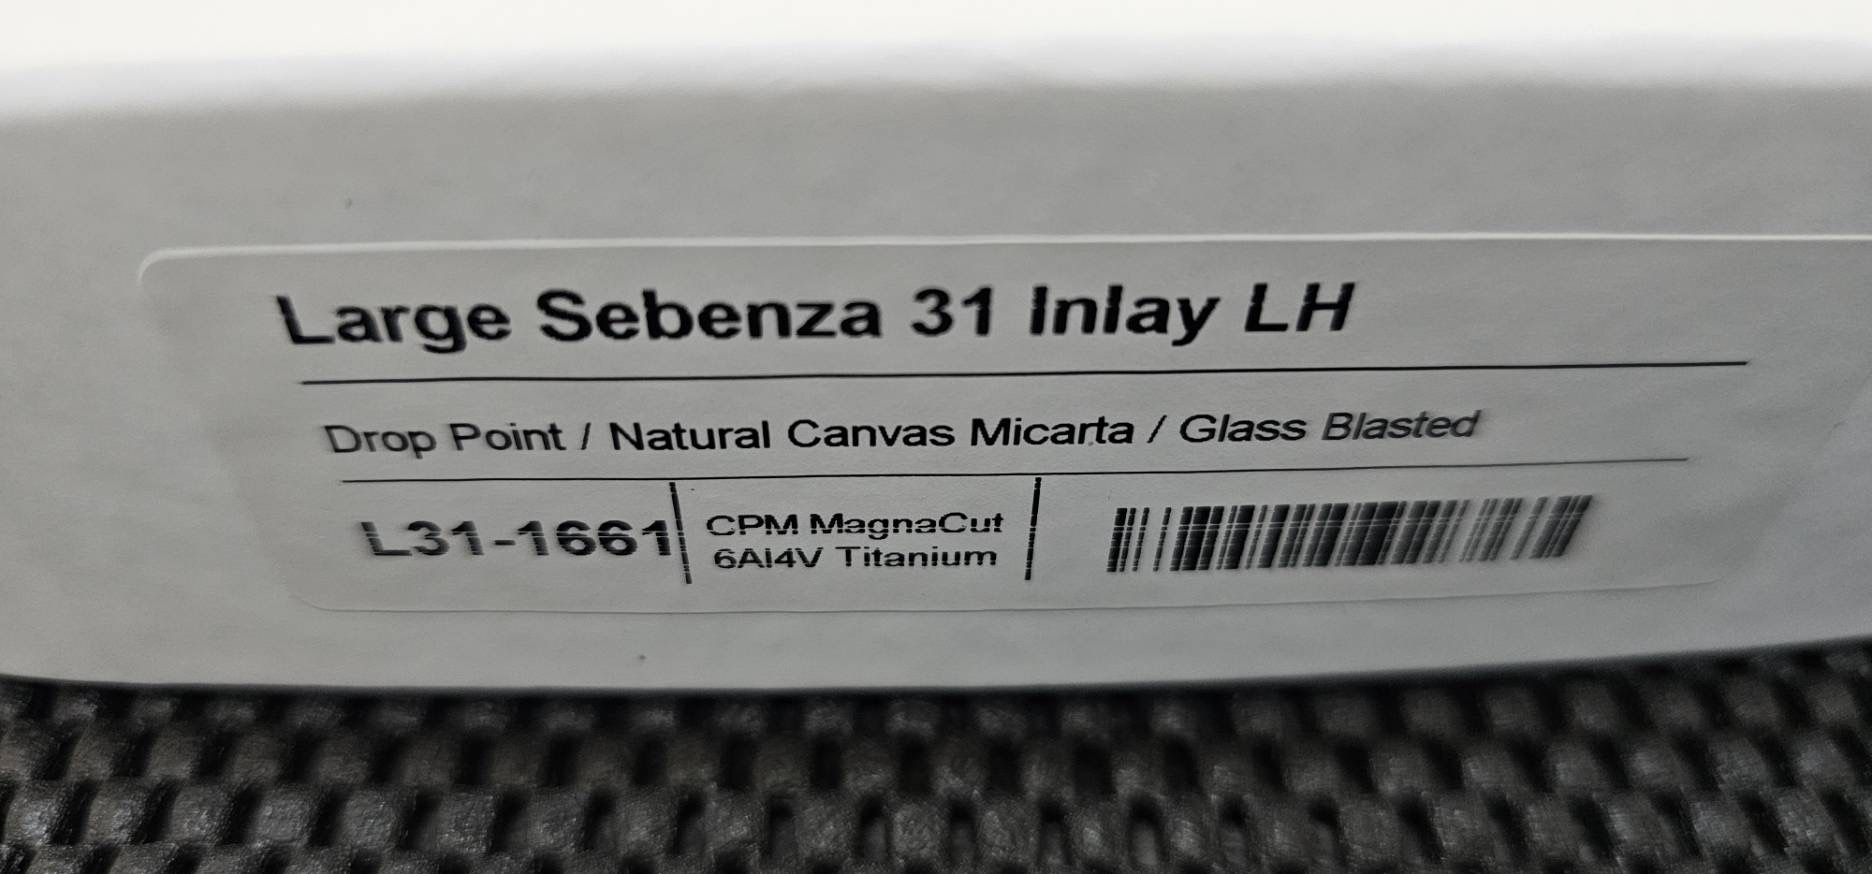 Large Sebenza 31 Inlay LH
Drop Point / Natural Canvas Micarta / Glass Blasted
L31-1661
CPM MagnaCut
6Al4V Titanium